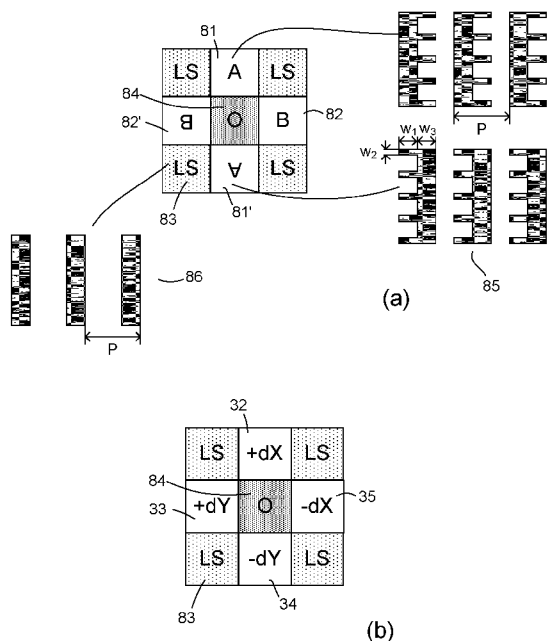 81
LS A LS
84
82'
B O B
82
LS A LS
83
81'
P
W1 W3
W2
85
(a)
86
P
32
LS +dX LS
84
33
+dY O -dX
35
LS -dY LS
83
34
(b)